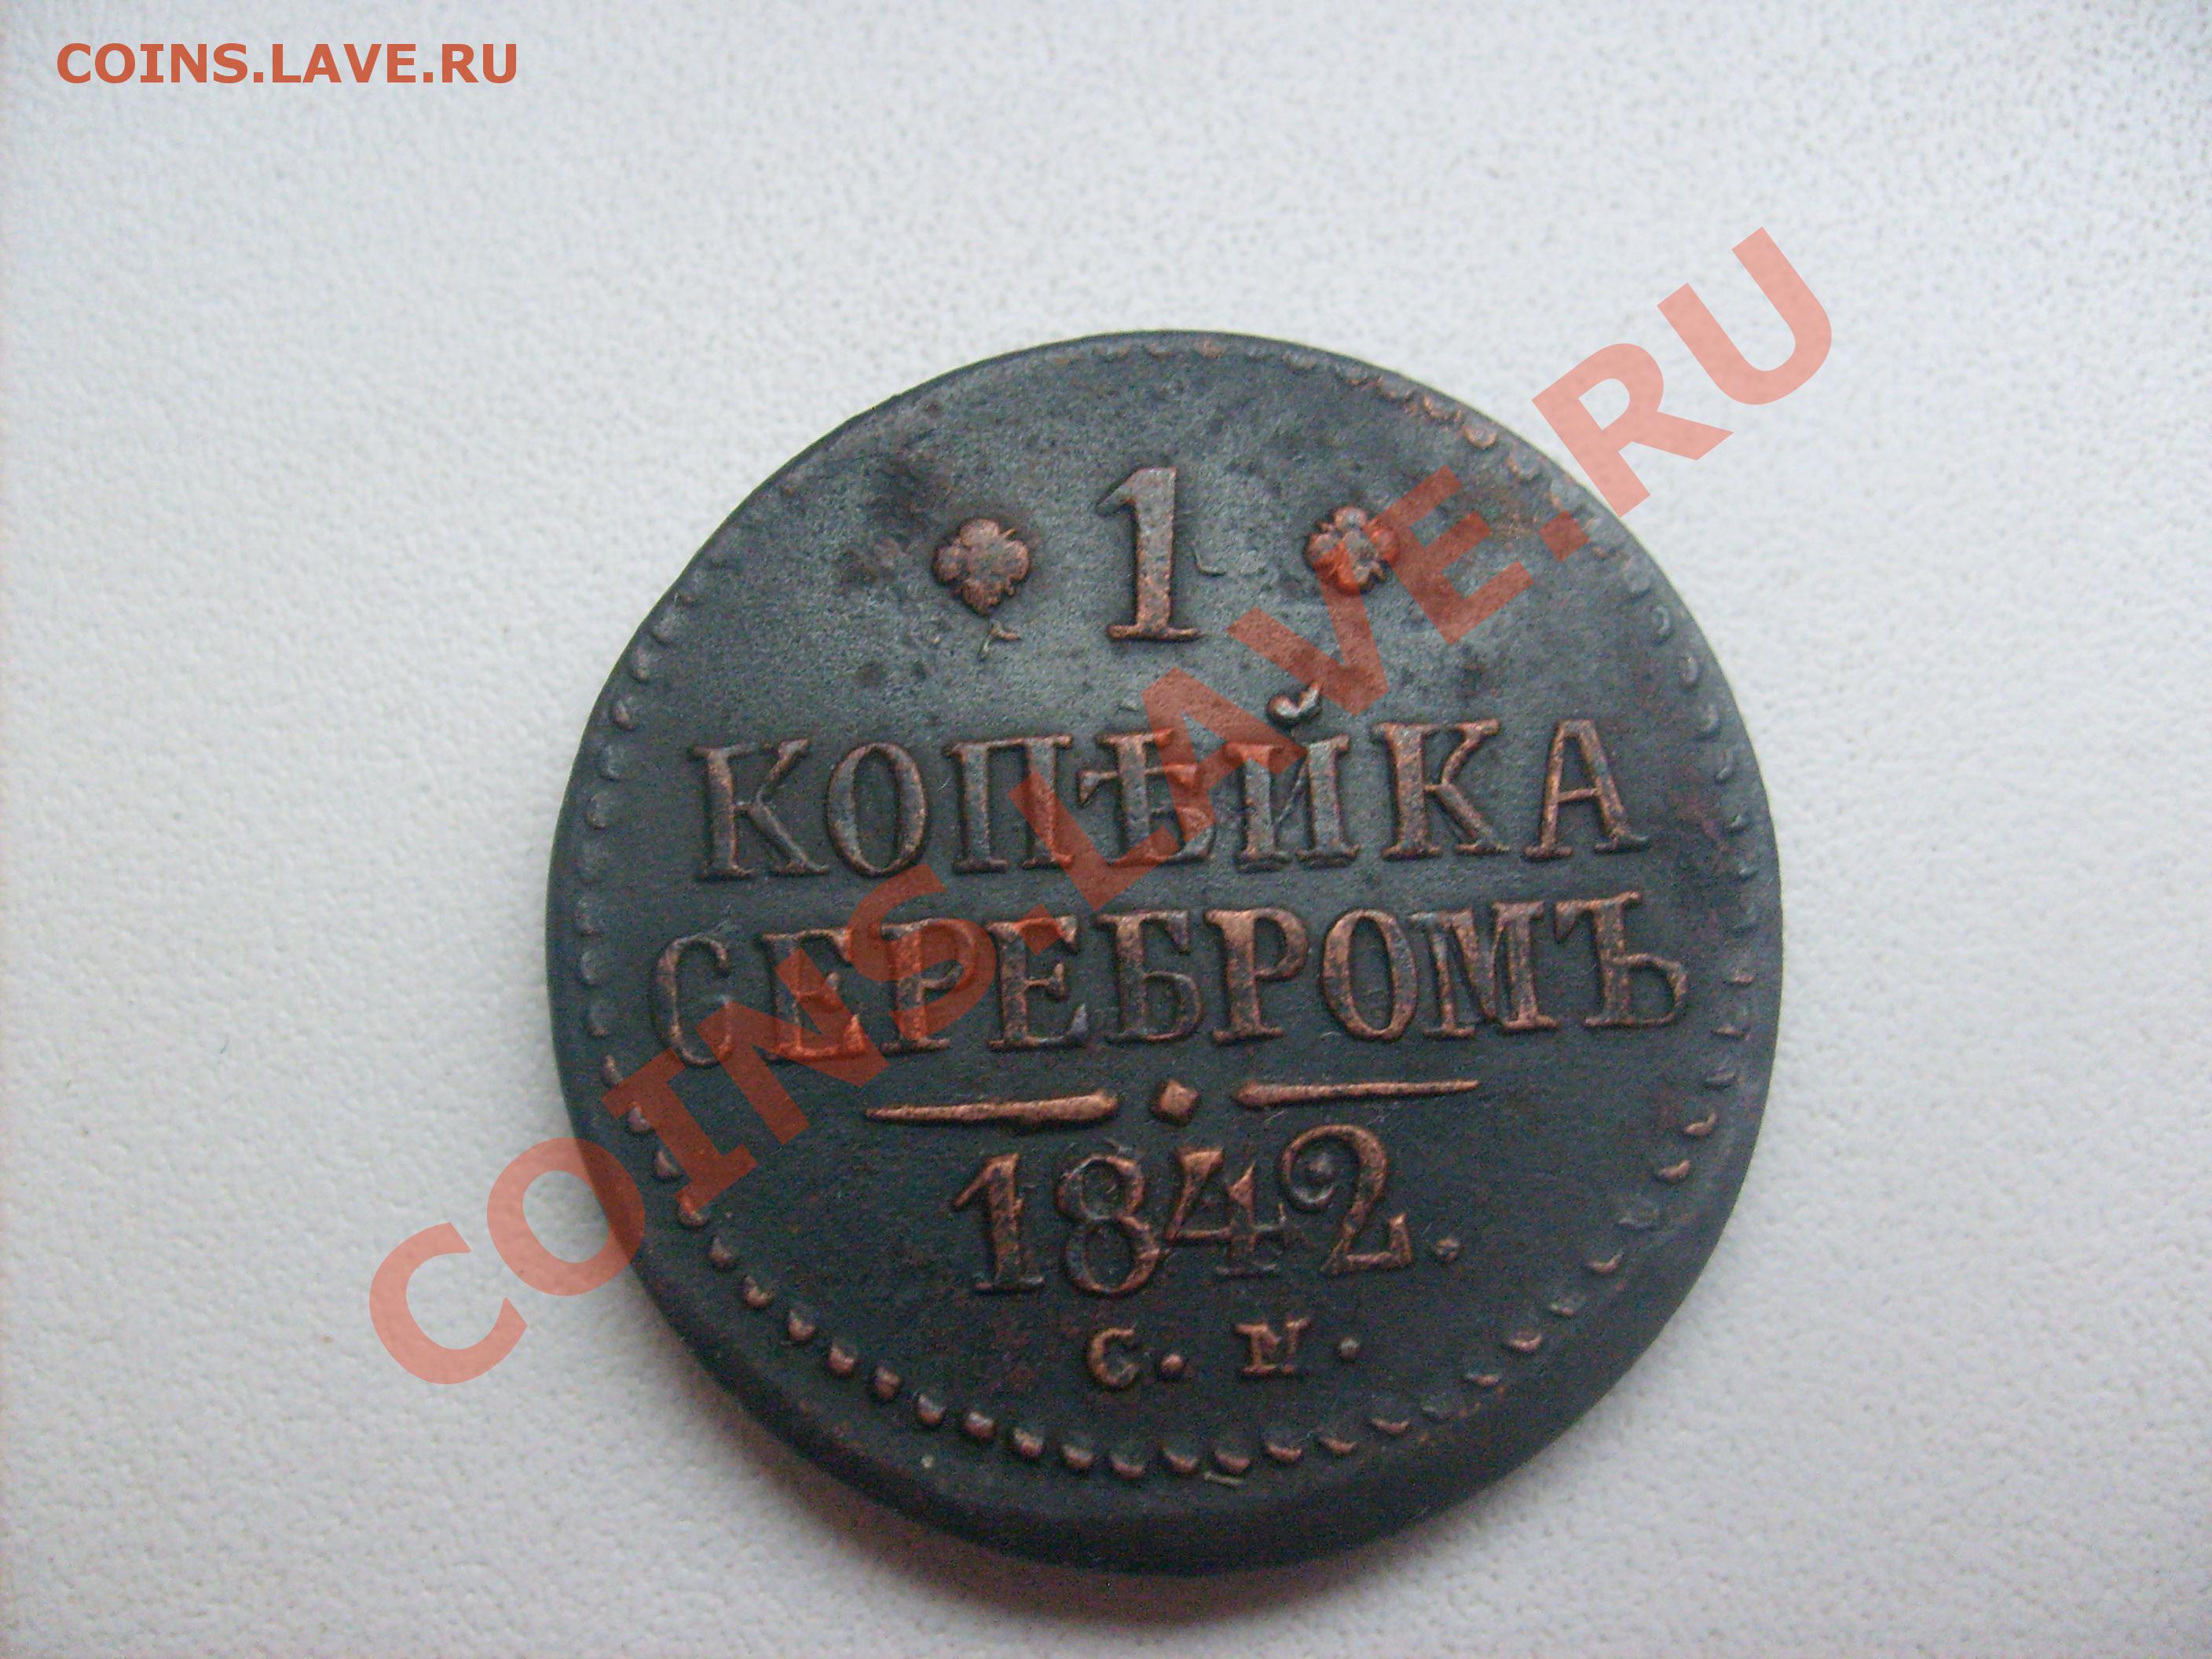 COINS.LAVE.RU
1
КОПѢЙКА
СЕРЕБРОМЪ
1842.
С. М.
COINS.LAVE.RU